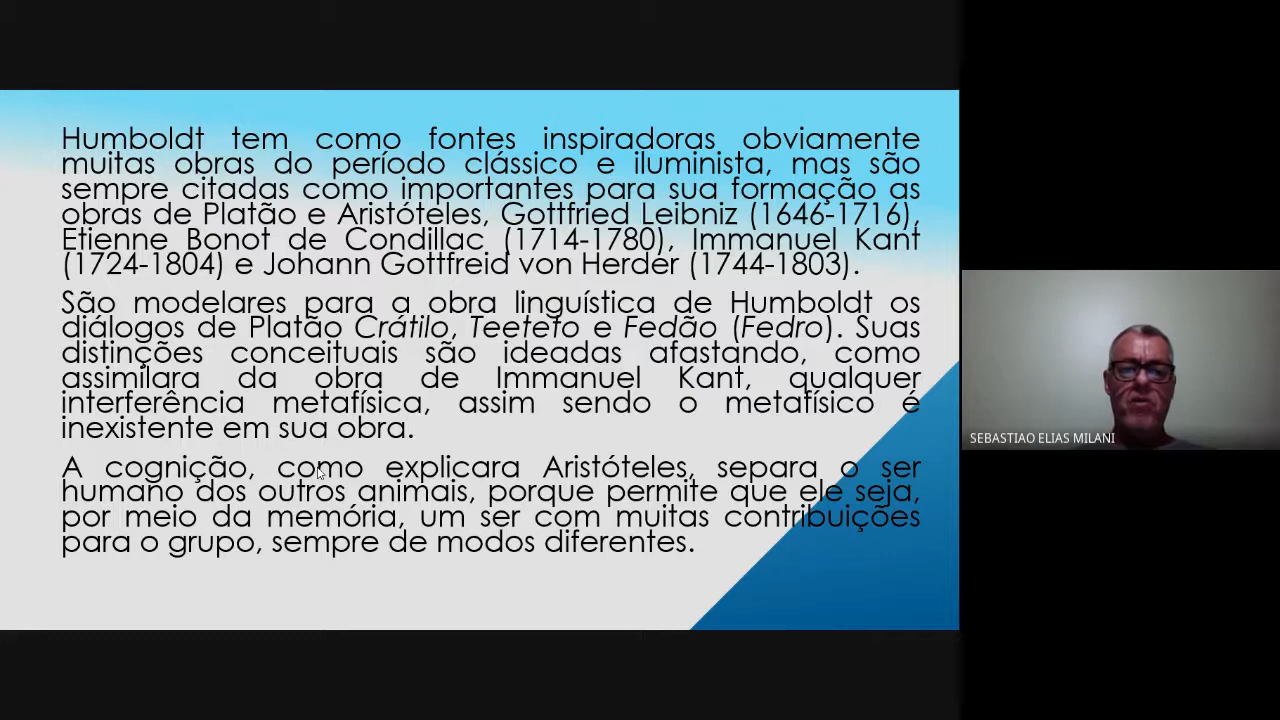 Humboldt tem como fontes inspiradoras obviamente
muitas obras do período clássico e iluminista, mas são
sempre citadas como importantes para sua formação as
obras de Platão e Aristóteles, Gottfried Leibniz (1646-1716),
Etienne Bonot de Condillac (1714-1780), Immanuel Kant
(1724-1804) e Johann Gottfreid von Herder (1744-1803).
São modelares para a obra linguística de Humboldt os
diálogos de Platão Crátilo, Teeteto e Fedão (Fedro). Suas
distinções conceituais são ideadas afastando, como
assimilara da obra de Immanuel Kant, qualquer
interferência metafísica, assim sendo o metafísico é
inexistente em sua obra.
A cognição, como explicara Aristóteles, separa o ser
humano dos outros animais, porque permite que ele seja,
por meio da memória, um ser com muitas contribuições
para o grupo, sempre de modos diferentes.
SEBASTIAO ELIAS MILANI